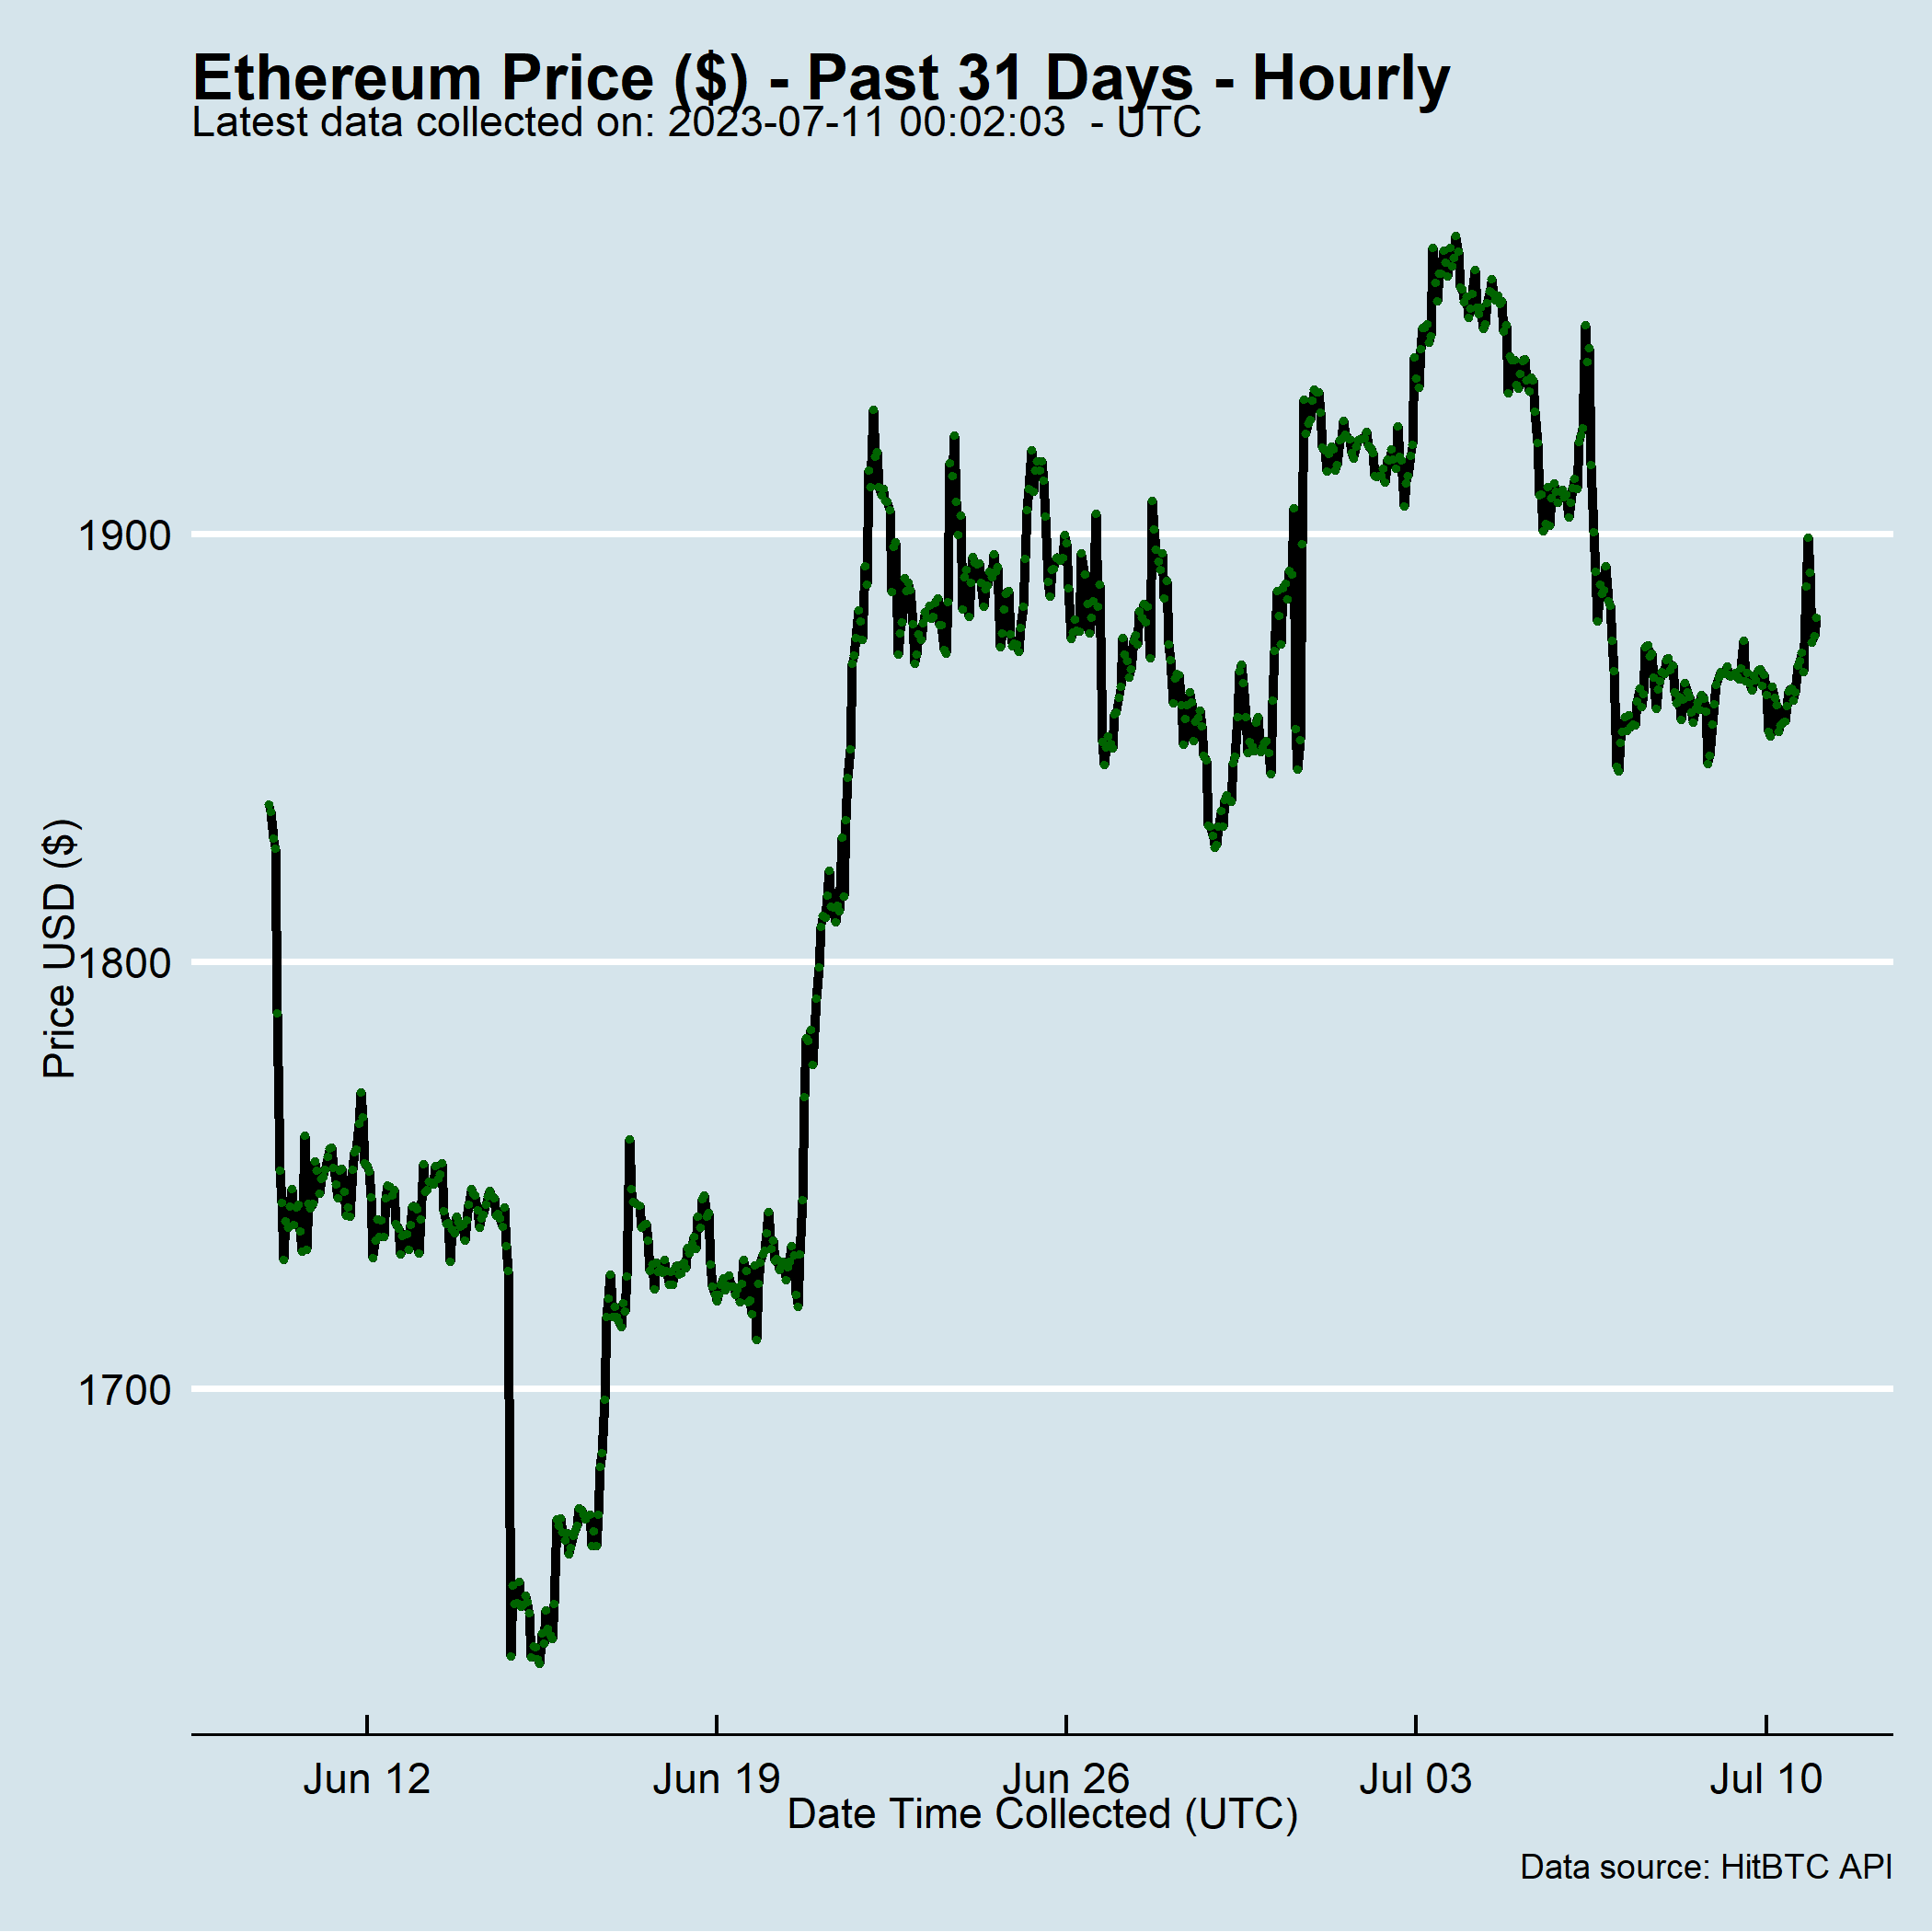 Ethereum Price ($) - Past 31 Days - Hourly
Latest data collected on: 2023-07-11 00:02:03  - UTC
Price USD ($)
1900
1800
1700
Jun 12
Jun 19
Jun 26
Jul 03
Jul 10
Date Time Collected (UTC)
Data source: HitBTC API